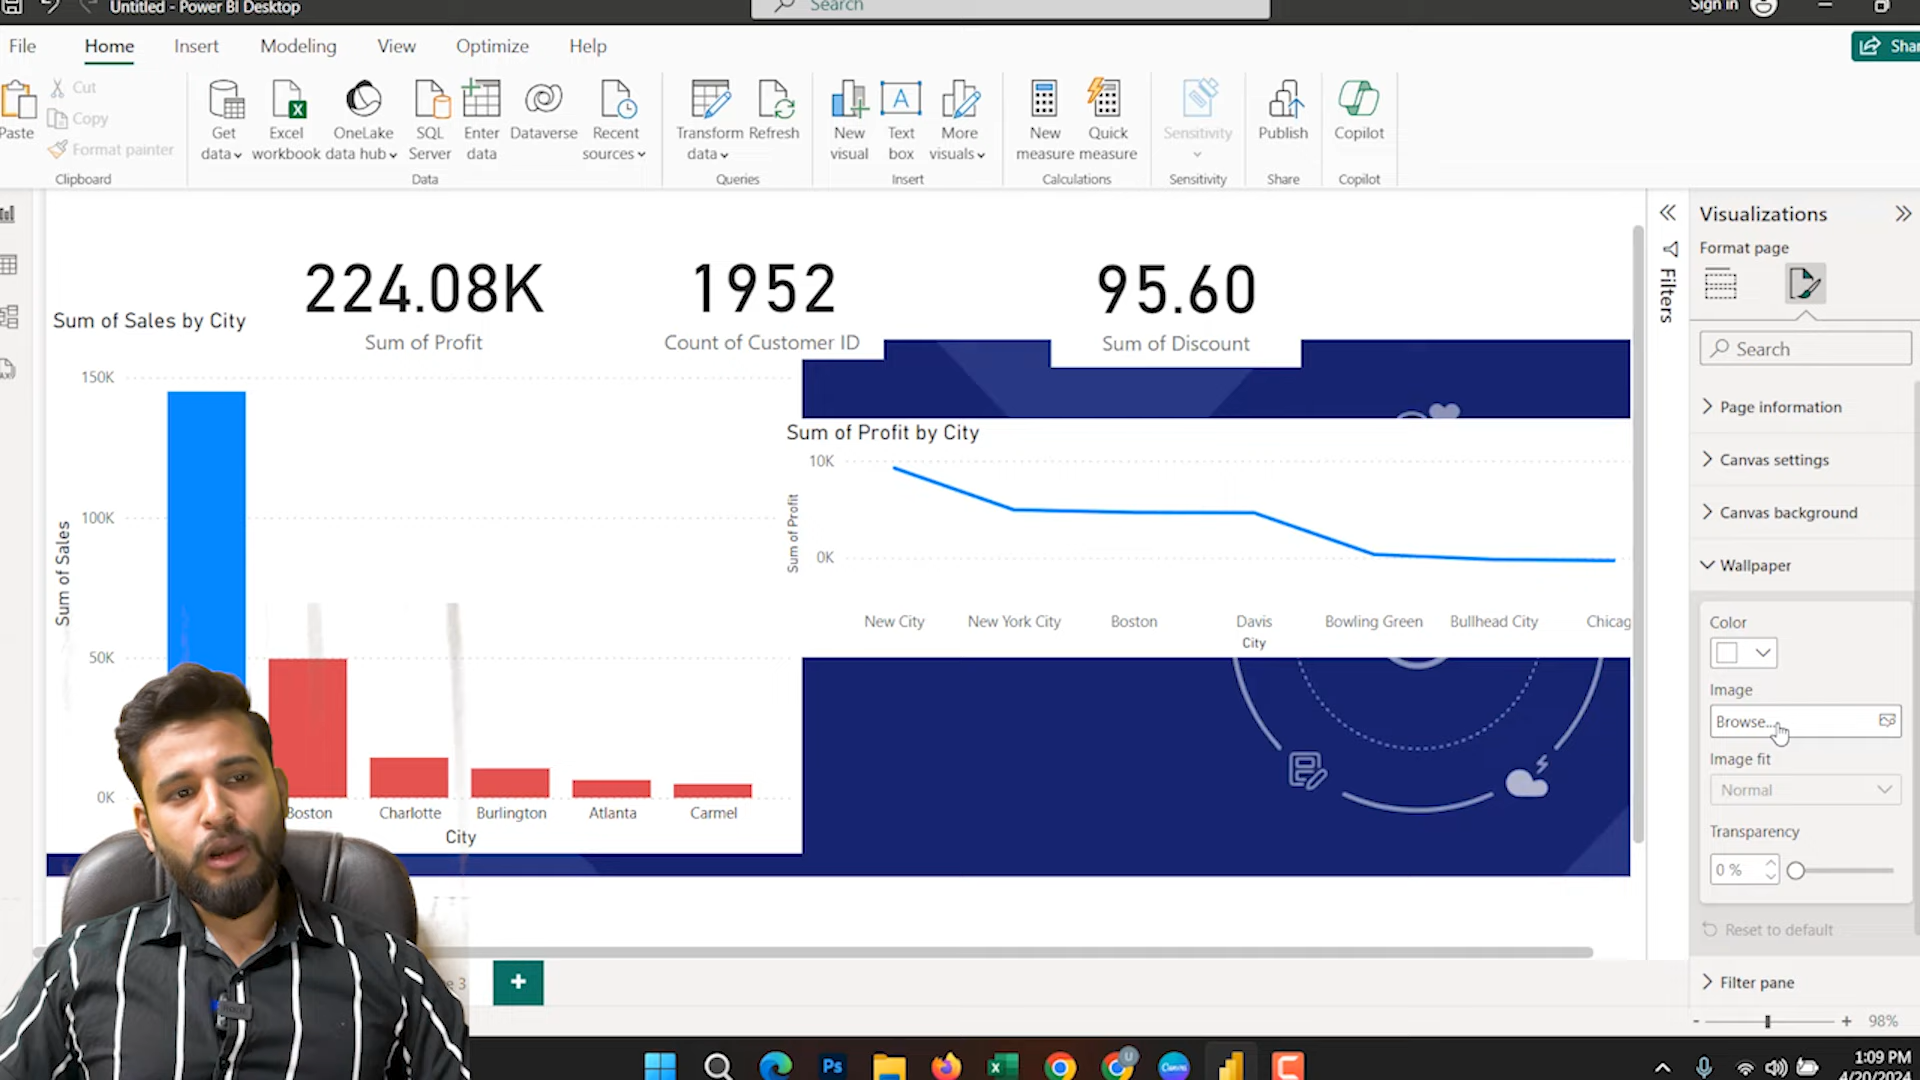 Untitled - Power BI Desktop
Search
Sign in
File
Home
Insert
Modeling
View
Optimize
Help
Shar
Paste
Cut
Copy
Format painter
Clipboard
Get data
Excel workbook
OneLake data hub
SQL Server
Enter data
Dataverse
Recent sources
Data
Transform data
Refresh
Queries
New visual
Text box
More visuals
Insert
New measure
Quick measure
Calculations
Sensitivity
Sensitivity
Publish
Share
Copilot
Copilot
224.08K
Sum of Profit
1952
Count of Customer ID
95.60
Sum of Discount
Sum of Sales by City
150K
100K
50K
0K
Sum of Sales
Boston
Charlotte
Burlington
Atlanta
Carmel
City
Sum of Profit by City
10K
0K
Sum of Profit
New City
New York City
Boston
Davis
Bowling Green
Bullhead City
Chicag
City
Filters
Visualizations
Format page
Search
Page information
Canvas settings
Canvas background
Wallpaper
Color
Image
Browse...
Image fit
Normal
Transparency
0 %
Reset to default
Filter pane
e 3
+
- + 98%
Ps
Canva
1:09 PM
4/20/2024